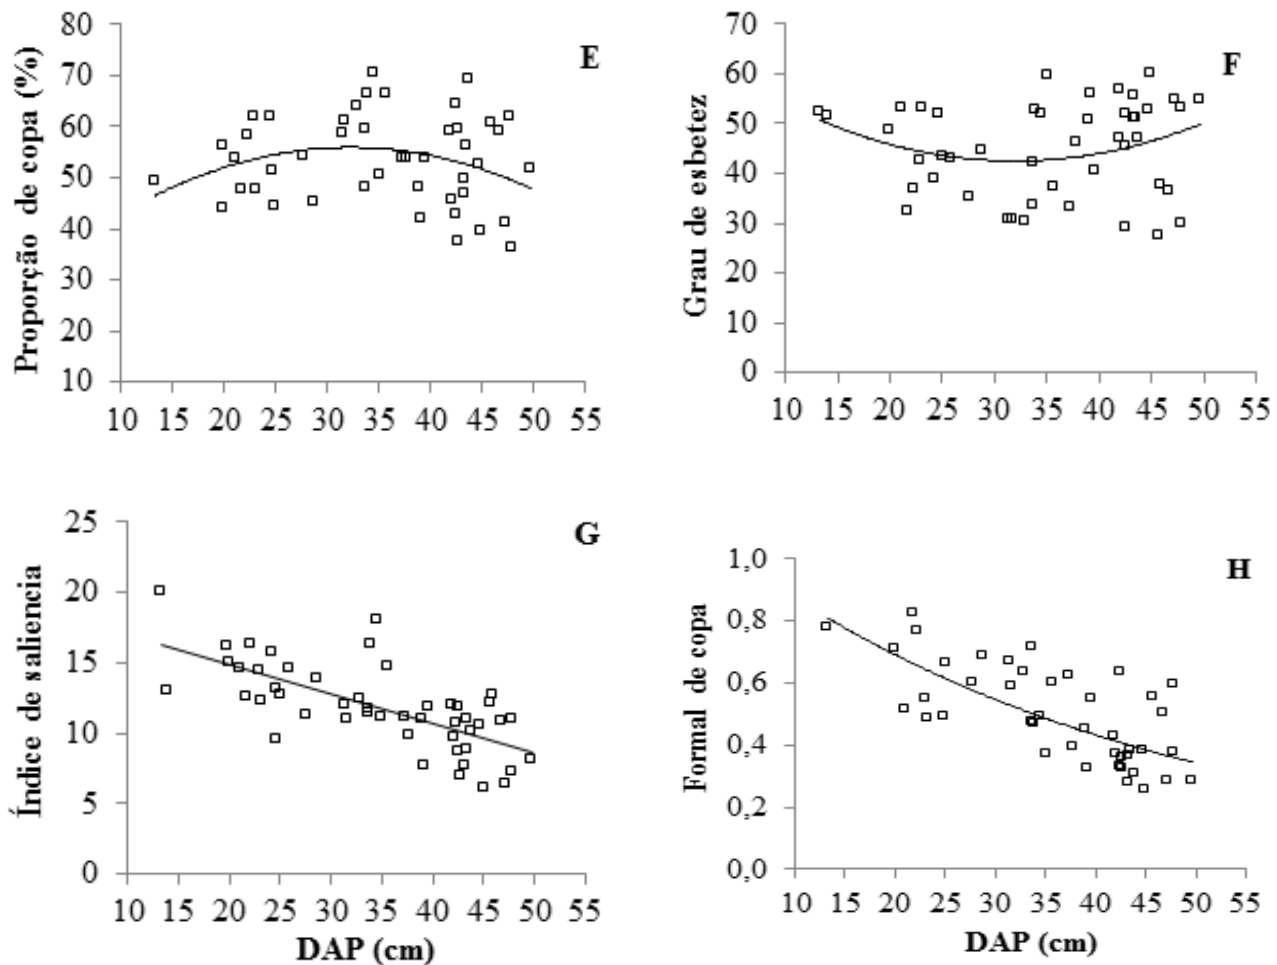 E
Proporção de copa (%)
80
70
60
50
40
30
20
10
10 15 20 25 30 35 40 45 50 55
F
Grau de esbetez
70
60
50
40
30
20
10
0
10 15 20 25 30 35 40 45 50 55
G
Índice de saliencia
25
20
15
10
5
0
10 15 20 25 30 35 40 45 50 55
DAP (cm)
H
Formal de copa
1,0
0,8
0,6
0,4
0,2
0,0
10 15 20 25 30 35 40 45 50 55
DAP (cm)